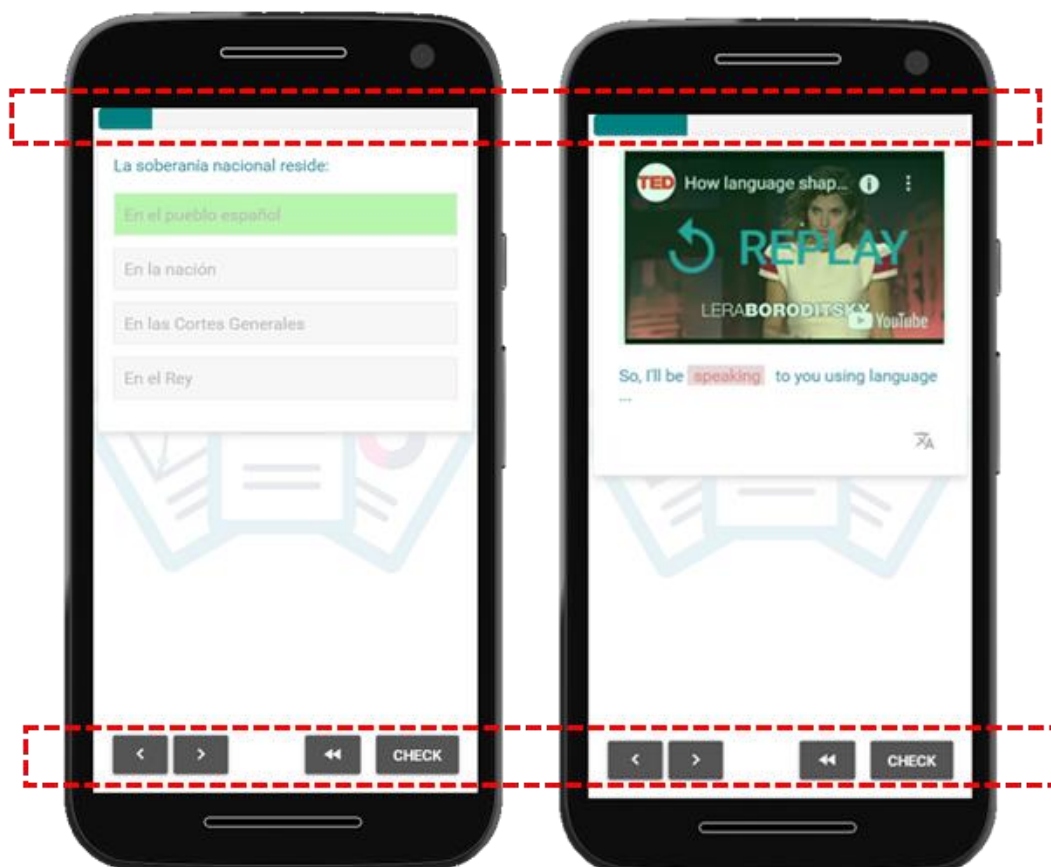 La soberanía nacional reside:
En el pueblo español
En la nación
En las Cortes Generales
En el Rey
CHECK
TED How language shap...
REPLAY
LERABORODITSKY
YouTube
So, I'll be speaking to you using language
...
CHECK